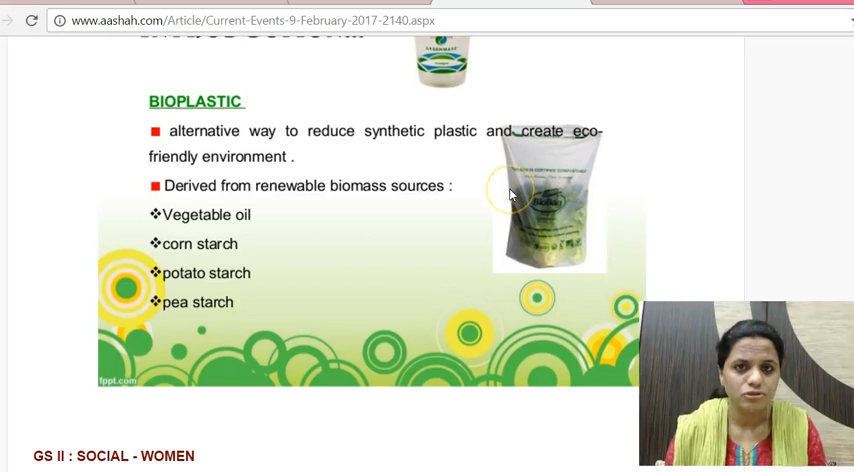 www.aashah.com/Article/Current-Events-9-February-2017-2140.aspx
BIOPLASTIC
alternative way to reduce synthetic plastic and create eco-
friendly environment .
Derived from renewable biomass sources :
Vegetable oil
corn starch
potato starch
pea starch
BioBag
fppt.com
GS II : SOCIAL - WOMEN